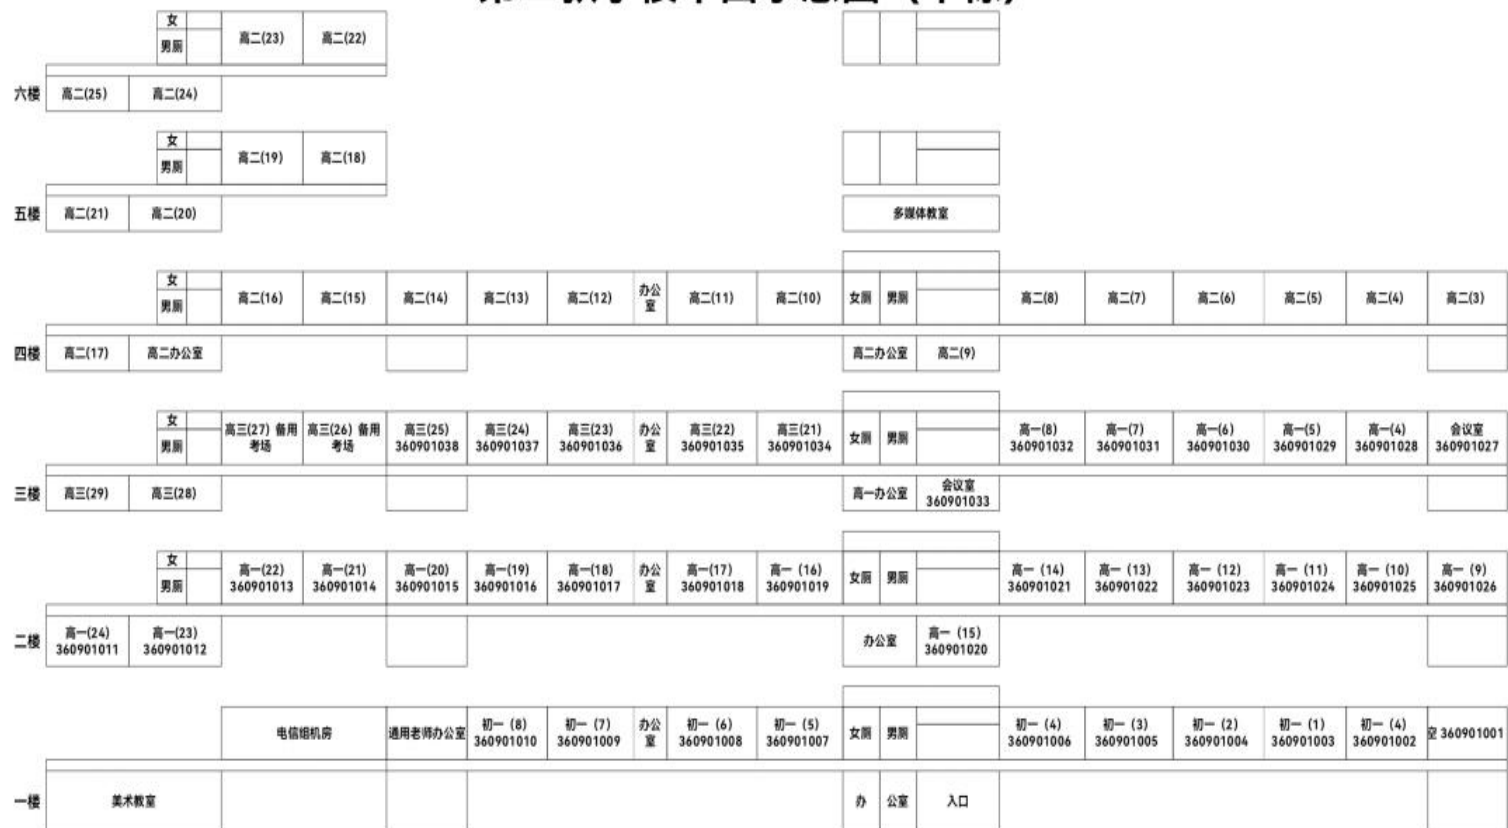 女
男厕
高二(23)
高二(22)
六楼
高二(25)
高二(24)
女
男厕
高二(19)
高二(18)
五楼
高二(21)
高二(20)
多媒体教室
女
男厕
高二(16)
高二(15)
高二(14)
高二(13)
高二(12)
办公
室
高二(11)
高二(10)
女厕
男厕
高二(8)
高二(7)
高二(6)
高二(5)
高二(4)
高二(3)
四楼
高二(17)
高二办公室
高二办公室
高二(9)
女
男厕
高三(27) 备用
考场
高三(26) 备用
考场
高三(25)
360901038
高三(24)
360901037
高三(23)
360901036
办公
室
高三(22)
360901035
高三(21)
360901034
女厕
男厕
高一(8)
360901032
高一(7)
360901031
高一(6)
360901030
高一(5)
360901029
高一(4)
360901028
会议室
360901027
三楼
高三(29)
高三(28)
高一办公室
会议室
360901033
女
男厕
高一(22)
360901013
高一(21)
360901014
高一(20)
360901015
高一(19)
360901016
高一(18)
360901017
办公
室
高一(17)
360901018
高一 (16)
360901019
女厕
男厕
高一 (14)
360901021
高一 (13)
360901022
高一 (12)
360901023
高一 (11)
360901024
高一 (10)
360901025
高一 (9)
360901026
二楼
高一(24)
360901011
高一(23)
360901012
办公室
高一 (15)
360901020
电信组机房
通用老师办公室
初一 (8)
360901010
初一 (7)
360901009
办公
室
初一 (6)
360901008
初一 (5)
360901007
女厕
男厕
初一 (4)
360901006
初一 (3)
360901005
初一 (2)
360901004
初一 (1)
360901003
初一 (4)
360901002
空 360901001
一楼
美术教室
办
公室
入口